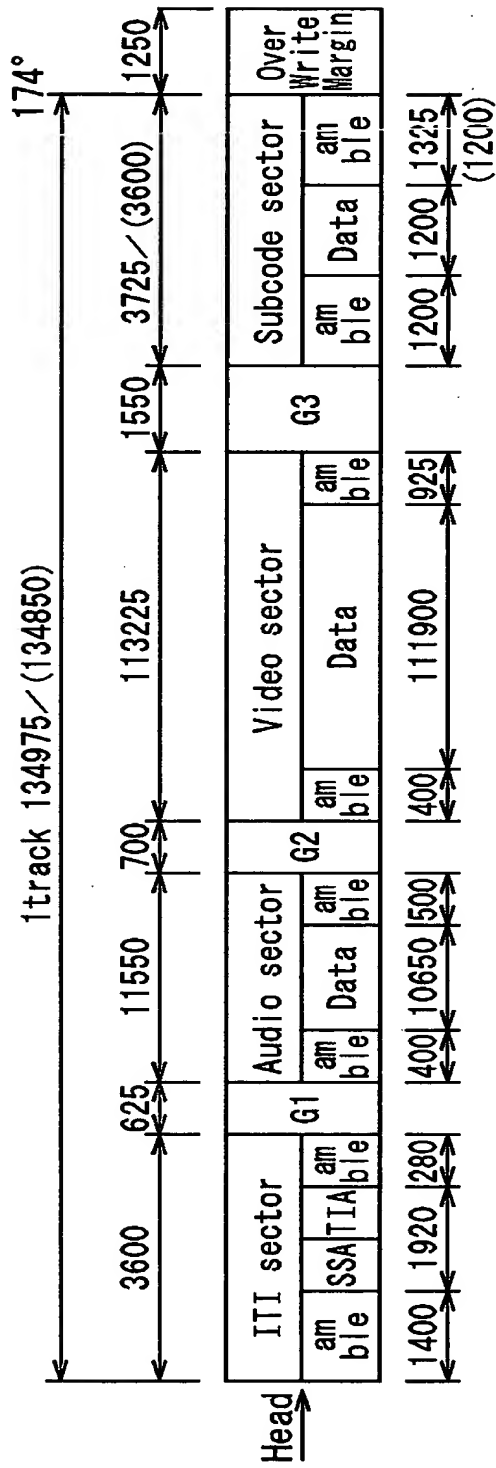 174°
1track 134975/(134850)
3600
625
11550
700
113225
1550
3725/(3600)
1250
Head
ITI sector
G1
Audio sector
G2
Video sector
G3
Subcode sector
Over
Write
Margin
am
ble
SSA
TIA
am
ble
am
ble
Data
am
ble
am
ble
Data
am
ble
am
ble
Data
am
ble
1400
1920
280
400
10650
500
400
111900
925
1200
1200
1325
(1200)